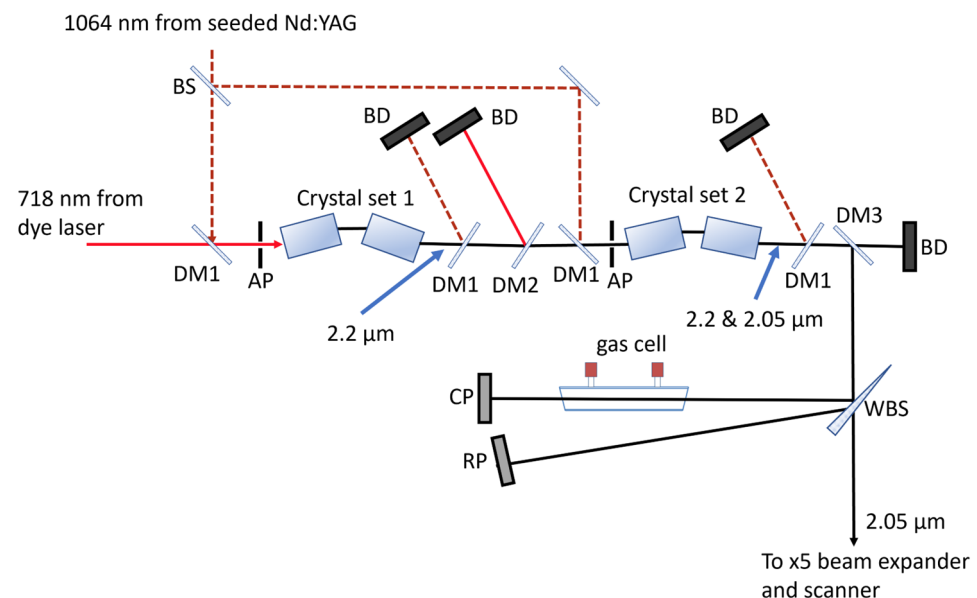 1064 nm from seeded Nd:YAG
BS
BD
BD
BD
718 nm from
dye laser
Crystal set 1
Crystal set 2
DM3
DM1
AP
DM1
DM2
DM1
AP
DM1
BD
2.2 µm
2.2 & 2.05 µm
gas cell
CP
WBS
RP
2.05 µm
To x5 beam expander
and scanner